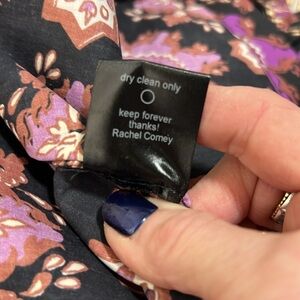 dry clean only
keep forever
thanks!
Rachel Comey